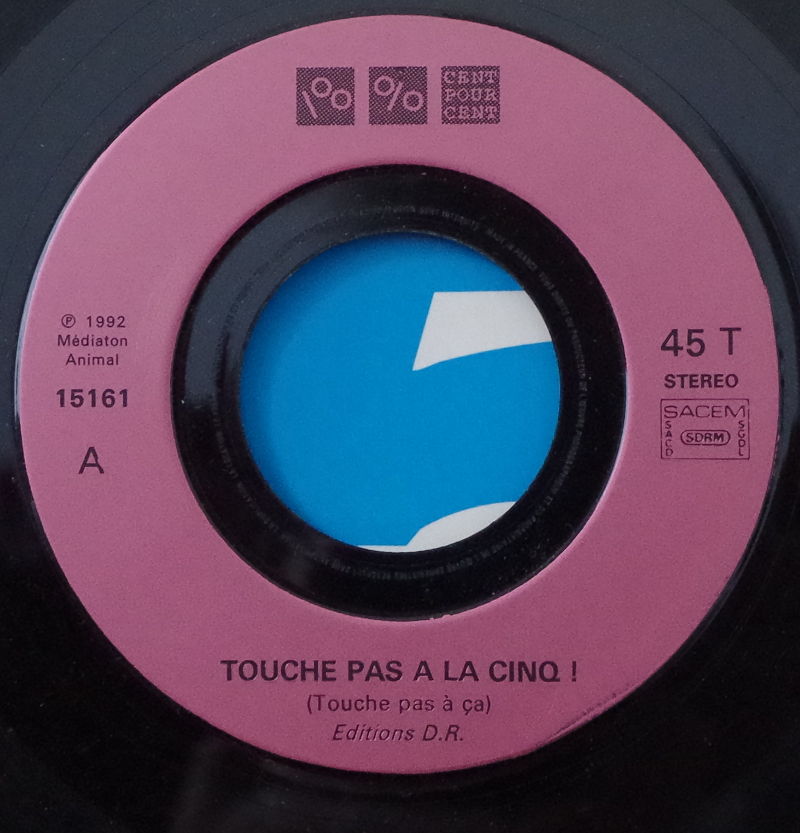 100
%
CENT
POUR
CENT
℗ 1992
Médiaton
Animal
15161
A
45 T
STEREO
SACEM
SACD
SDRM
SGDL
TOUCHE PAS A LA CINQ !
(Touche pas à ça)
Editions D.R.